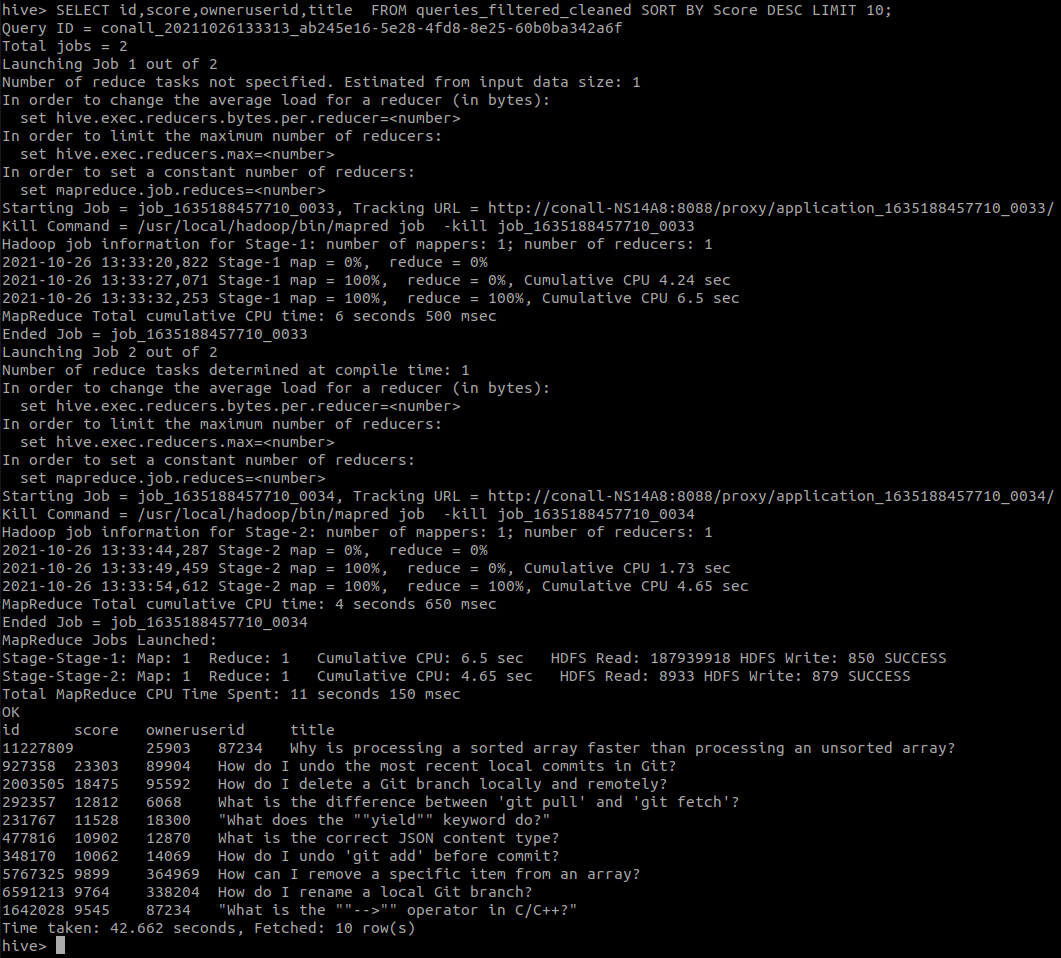 hive> SELECT id,score,owneruserid,title  FROM queries_filtered_cleaned SORT BY Score DESC LIMIT 10;
Query ID = conall_20211026133313_ab245e16-5e28-4fd8-8e25-60b0ba342a6f
Total jobs = 2
Launching Job 1 out of 2
Number of reduce tasks not specified. Estimated from input data size: 1
In order to change the average load for a reducer (in bytes):
  set hive.exec.reducers.bytes.per.reducer=<number>
In order to limit the maximum number of reducers:
  set hive.exec.reducers.max=<number>
In order to set a constant number of reducers:
  set mapreduce.job.reduces=<number>
Starting Job = job_1635188457710_0033, Tracking URL = http://conall-NS14A8:8088/proxy/application_1635188457710_0033/
Kill Command = /usr/local/hadoop/bin/mapred job  -kill job_1635188457710_0033
Hadoop job information for Stage-1: number of mappers: 1; number of reducers: 1
2021-10-26 13:33:20,822 Stage-1 map = 0%,  reduce = 0%
2021-10-26 13:33:27,071 Stage-1 map = 100%,  reduce = 0%, Cumulative CPU 4.24 sec
2021-10-26 13:33:32,253 Stage-1 map = 100%,  reduce = 100%, Cumulative CPU 6.5 sec
MapReduce Total cumulative CPU time: 6 seconds 500 msec
Ended Job = job_1635188457710_0033
Launching Job 2 out of 2
Number of reduce tasks determined at compile time: 1
In order to change the average load for a reducer (in bytes):
  set hive.exec.reducers.bytes.per.reducer=<number>
In order to limit the maximum number of reducers:
  set hive.exec.reducers.max=<number>
In order to set a constant number of reducers:
  set mapreduce.job.reduces=<number>
Starting Job = job_1635188457710_0034, Tracking URL = http://conall-NS14A8:8088/proxy/application_1635188457710_0034/
Kill Command = /usr/local/hadoop/bin/mapred job  -kill job_1635188457710_0034
Hadoop job information for Stage-2: number of mappers: 1; number of reducers: 1
2021-10-26 13:33:44,287 Stage-2 map = 0%,  reduce = 0%
2021-10-26 13:33:49,459 Stage-2 map = 100%,  reduce = 0%, Cumulative CPU 1.73 sec
2021-10-26 13:33:54,612 Stage-2 map = 100%,  reduce = 100%, Cumulative CPU 4.65 sec
MapReduce Total cumulative CPU time: 4 seconds 650 msec
Ended Job = job_1635188457710_0034
MapReduce Jobs Launched:
Stage-Stage-1: Map: 1  Reduce: 1   Cumulative CPU: 6.5 sec   HDFS Read: 187939918 HDFS Write: 850 SUCCESS
Stage-Stage-2: Map: 1  Reduce: 1   Cumulative CPU: 4.65 sec   HDFS Read: 8933 HDFS Write: 879 SUCCESS
Total MapReduce CPU Time Spent: 11 seconds 150 msec
OK
id      score   owneruserid     title
11227809        25903   87234   Why is processing a sorted array faster than processing an unsorted array?
927358  23303   89904   How do I undo the most recent local commits in Git?
2003505 18475   95592   How do I delete a Git branch locally and remotely?
292357  12812   6068    What is the difference between 'git pull' and 'git fetch'?
231767  11528   18300   "What does the ""yield"" keyword do?"
477816  10902   12870   What is the correct JSON content type?
348170  10062   14069   How do I undo 'git add' before commit?
5767325 9899    364969  How can I remove a specific item from an array?
6591213 9764    338204  How do I rename a local Git branch?
1642028 9545    87234   "What is the ""-->"" operator in C/C++?"
Time taken: 42.662 seconds, Fetched: 10 row(s)
hive>